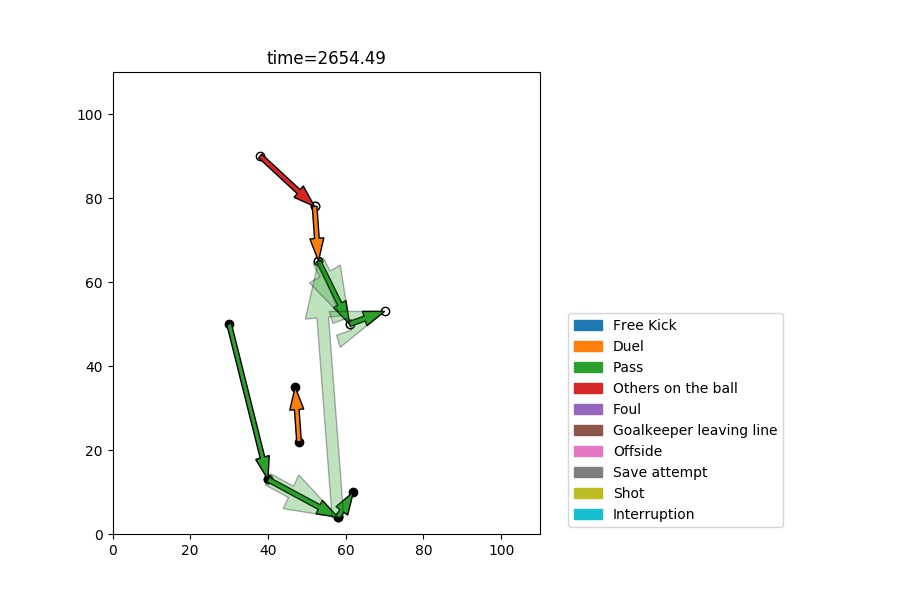 time=2654.49
100
80
60
40
20
0
0
20
40
60
80
100
Free Kick
Duel
Pass
Others on the ball
Foul
Goalkeeper leaving line
Offside
Save attempt
Shot
Interruption